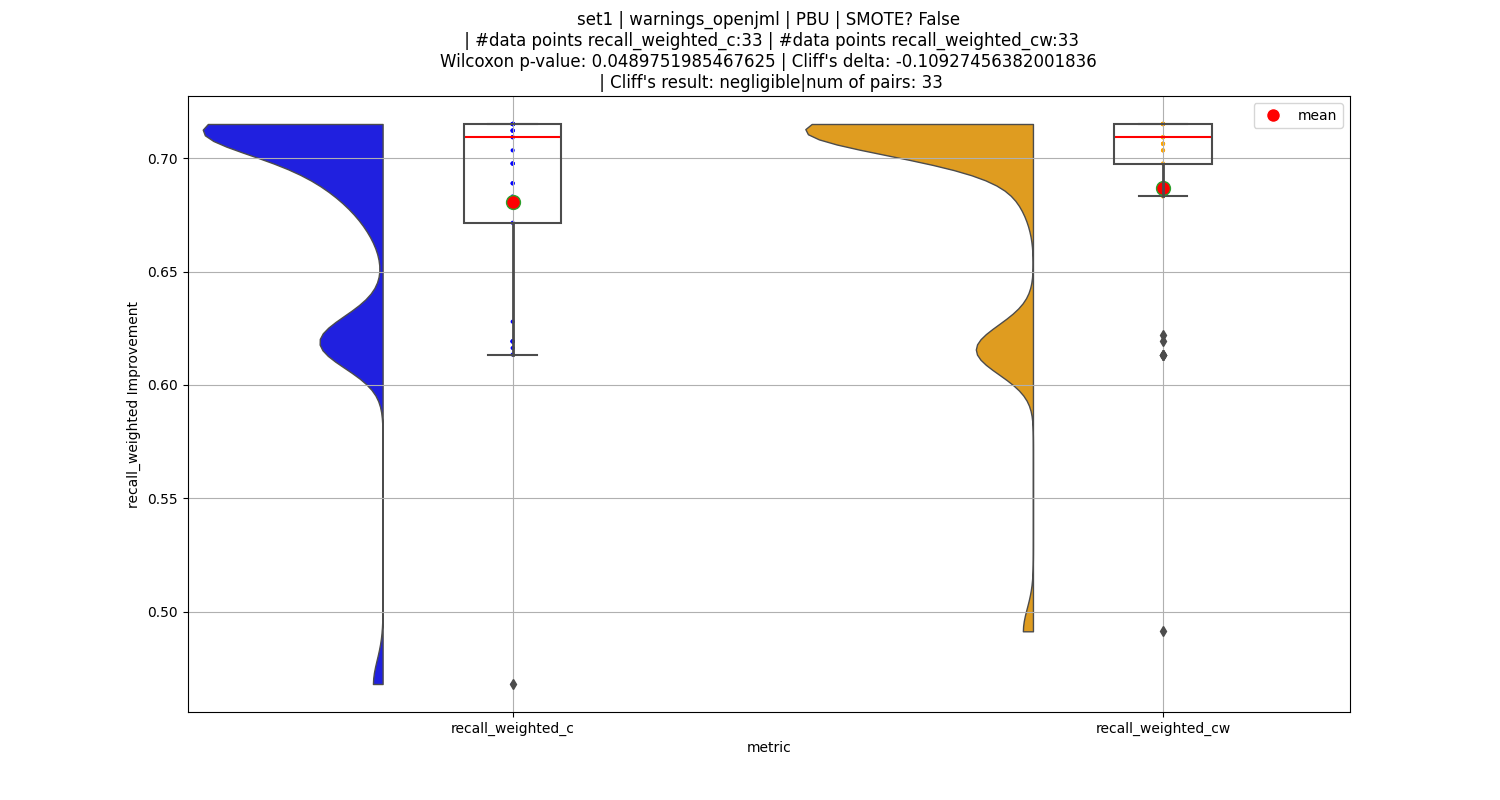 set1 | warnings_openjml | PBU | SMOTE? False
| #data points recall_weighted_c:33 | #data points recall_weighted_cw:33
Wilcoxon p-value: 0.0489751985467625 | Cliff's delta: -0.10927456382001836
| Cliff's result: negligible|num of pairs: 33
mean
0.70
0.65
0.60
0.55
0.50
recall_weighted Improvement
recall_weighted_c
recall_weighted_cw
metric